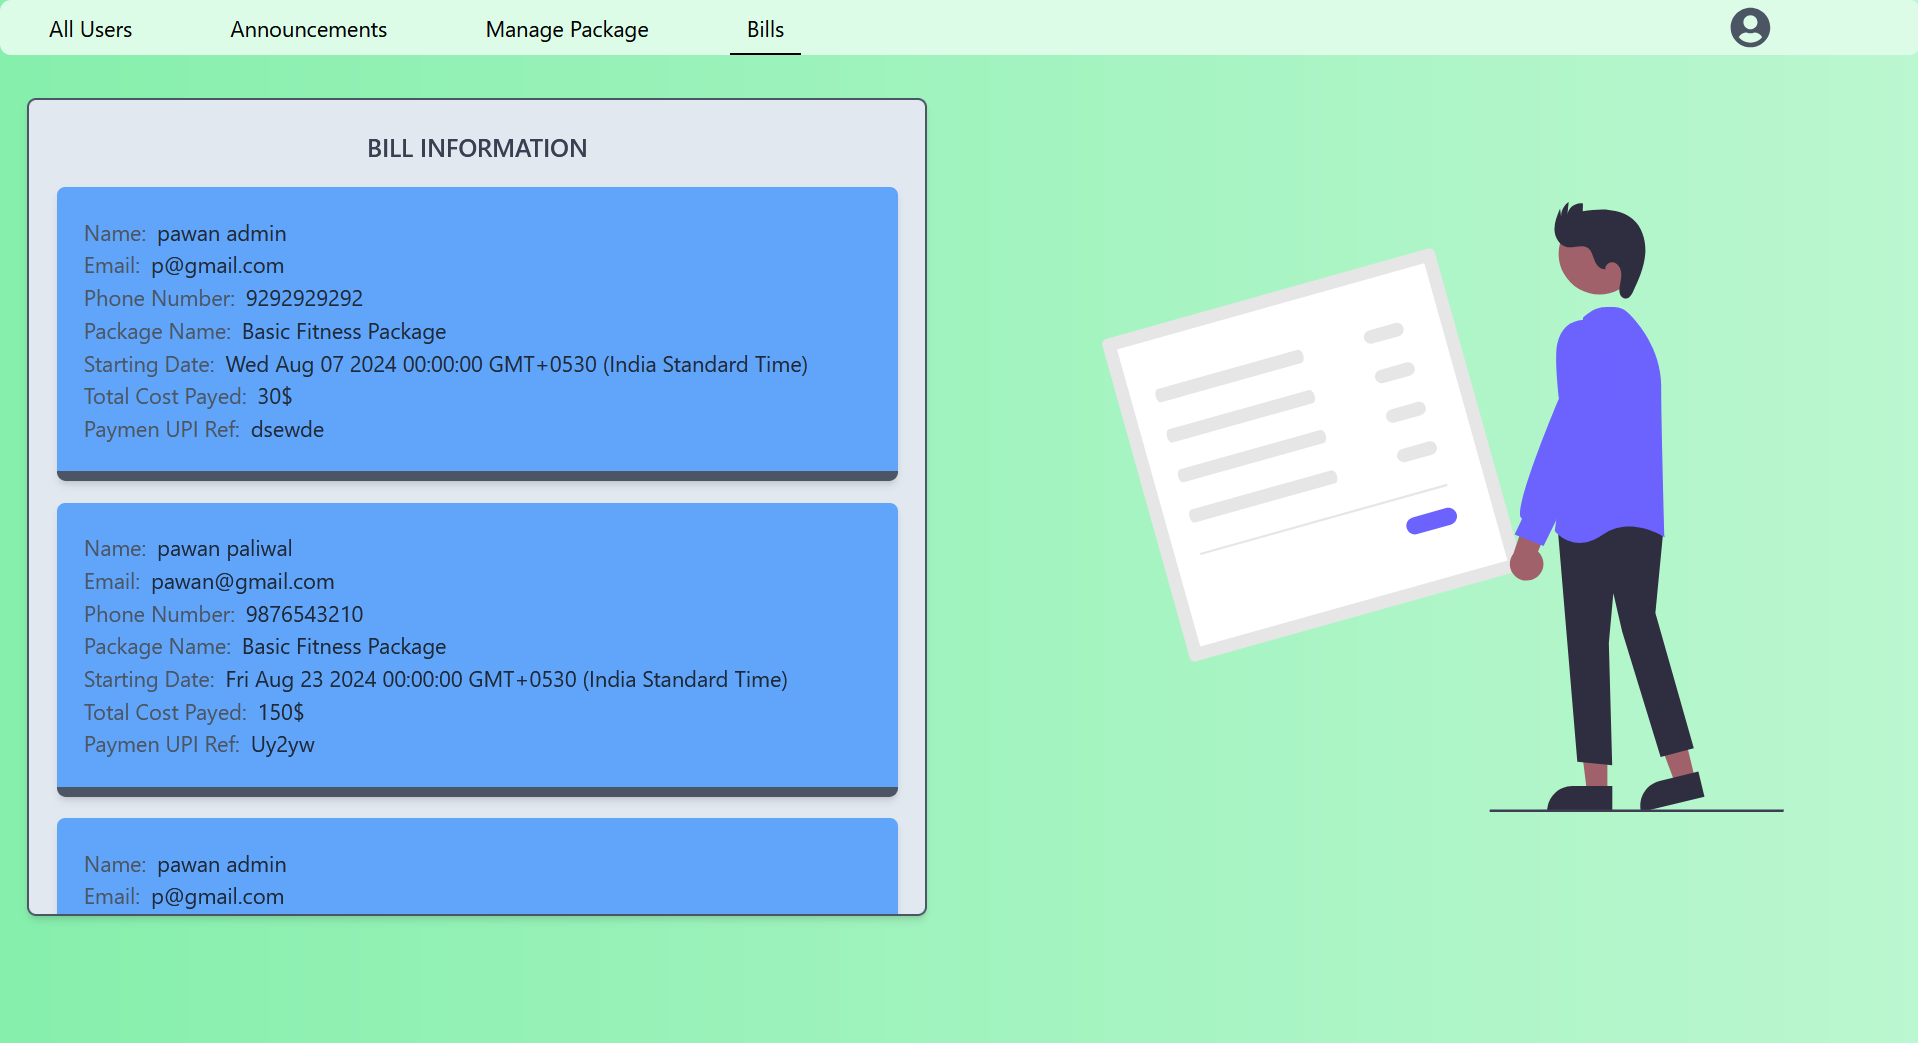 All Users Announcements Manage Package Bills
BILL INFORMATION
Name: pawan admin
Email: p@gmail.com
Phone Number: 9292929292
Package Name: Basic Fitness Package
Starting Date: Wed Aug 07 2024 00:00:00 GMT+0530 (India Standard Time)
Total Cost Payed: 30$
Paymen UPI Ref: dsewde
Name: pawan paliwal
Email: pawan@gmail.com
Phone Number: 9876543210
Package Name: Basic Fitness Package
Starting Date: Fri Aug 23 2024 00:00:00 GMT+0530 (India Standard Time)
Total Cost Payed: 150$
Paymen UPI Ref: Uy2yw
Name: pawan admin
Email: p@gmail.com